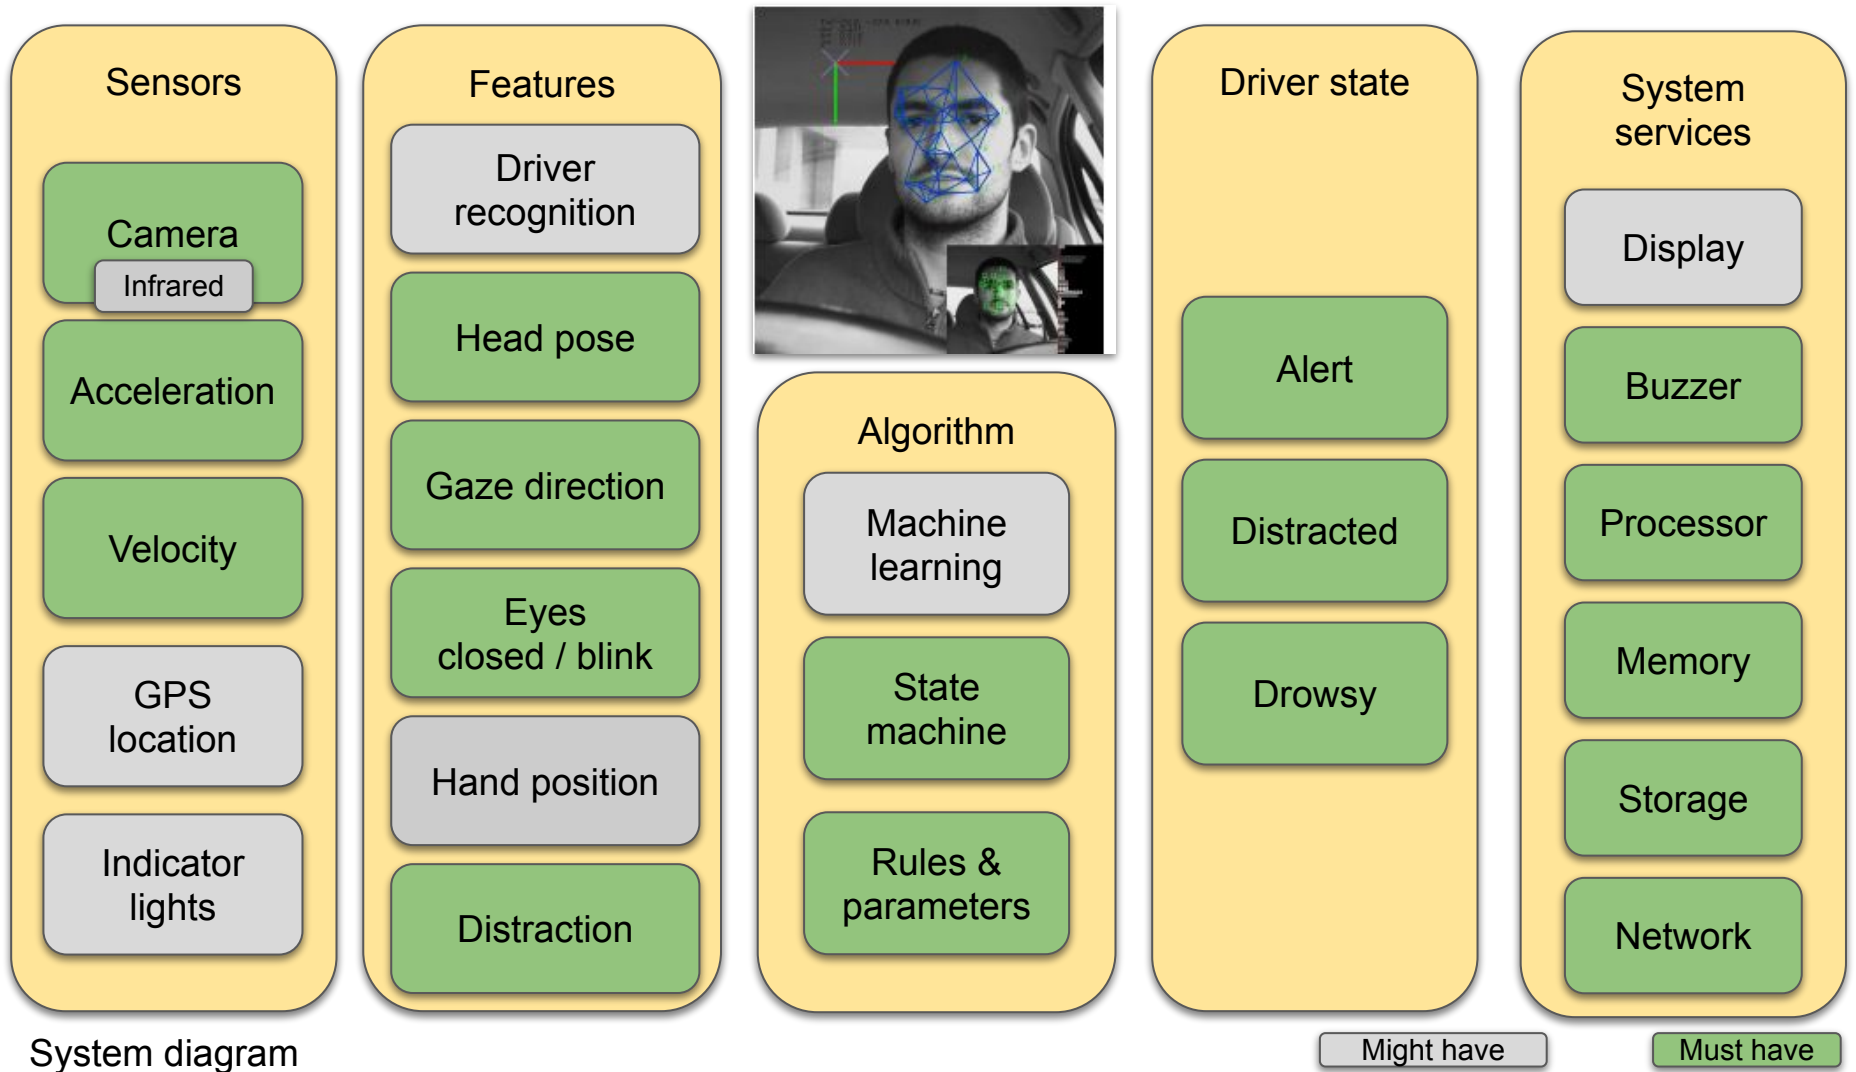 Sensors
Camera
Infrared
Acceleration
Velocity
GPS
location
Indicator
lights
Features
Driver
recognition
Head pose
Gaze direction
Eyes
closed / blink
Hand position
Distraction
Algorithm
Machine
learning
State
machine
Rules &
parameters
Driver state
Alert
Distracted
Drowsy
System
services
Display
Buzzer
Processor
Memory
Storage
Network
System diagram
Might have
Must have